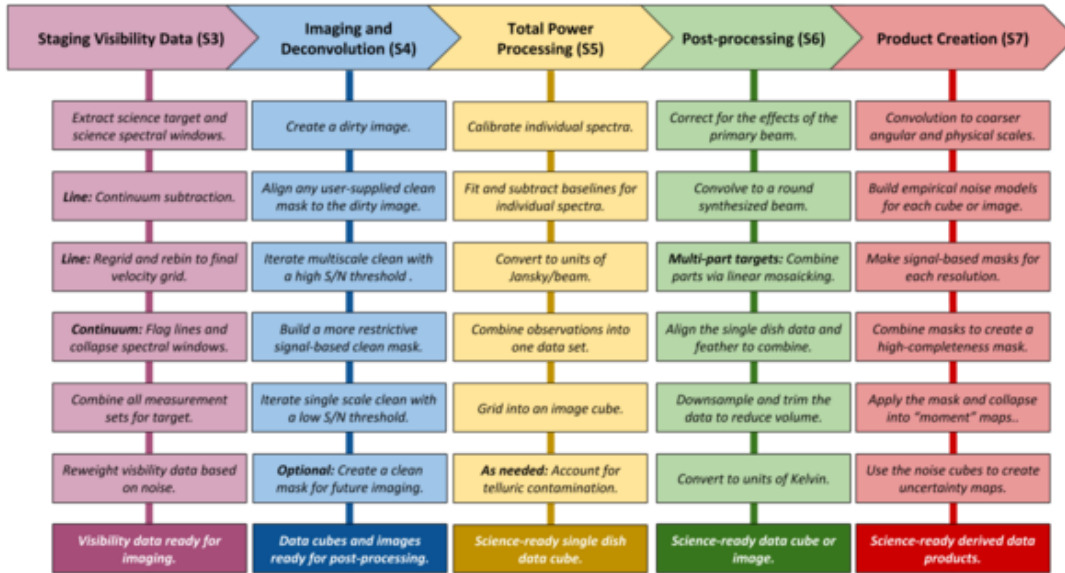 Staging Visibility Data (S3)
Imaging and
Deconvolution (S4)
Total Power
Processing (S5)
Post-processing (S6)
Product Creation (S7)
Extract science target and
science spectral windows.
Line: Continuum subtraction.
Line: Regrid and rebin to final
velocity grid.
Continuum: Flag lines and
collapse spectral windows.
Combine all measurement
sets for target.
Reweight visbility data based
on noise.
Visibility data ready for
imaging.
Create a dirty image.
Align any user-supplied clean
mask to the dirty image.
Iterate multiscale clean with
a high S/N threshold .
Build a more restrictive
signal-based clean mask.
Iterate single scale clean with
a low S/N threshold.
Optional: Create a clean
mask for future imaging.
Data cubes and images
ready for post-processing.
Calibrate individual spectra.
Fit and subtract baselines for
individual spectra.
Convert to units of
Jansky/beam.
Combine observations into
one data set.
Grid into an image cube.
As needed: Account for
telluric contamination.
Science-ready single dish
data cube.
Correct for the effects of the
primary beam.
Convolve to a round
synthesized beam.
Multi-part targets: Combine
parts via linear mosaicking.
Align the single dish data and
feather to combine.
Downsample and trim the
data to reduce volume.
Convert to units of Kelvin.
Science-ready data cube or
image.
Convolution to coarser
angular and physical scales.
Build empirical noise models
for each cube or image.
Make signal-based masks for
each resolution.
Combine masks to create a
high-completeness mask.
Apply the mask and collapse
into "moment" maps..
Use the noise cubes to create
uncertainty maps.
Science-ready derived data
products.